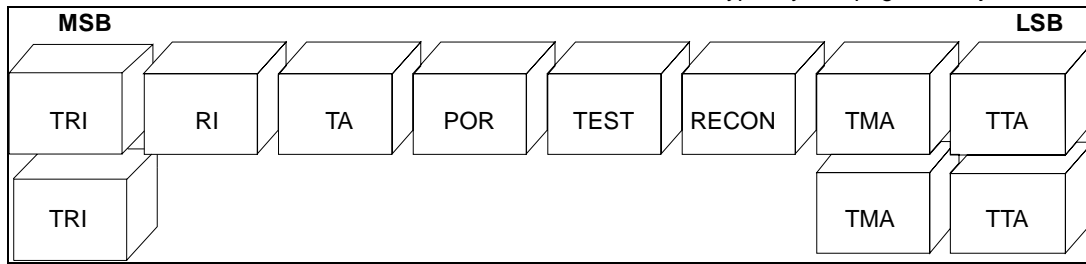 MSB LSB
TRI RI TA POR TEST RECON TMA TTA
TRI TMA TTA